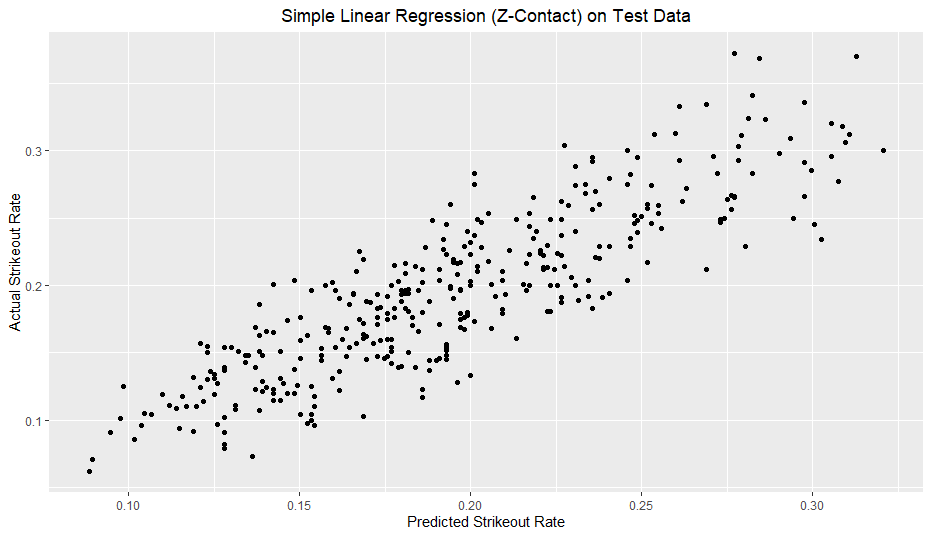 Simple Linear Regression (Z-Contact) on Test Data
Actual Strikeout Rate
0.3
0.2
0.1
0.10
0.15
0.20
0.25
0.30
Predicted Strikeout Rate